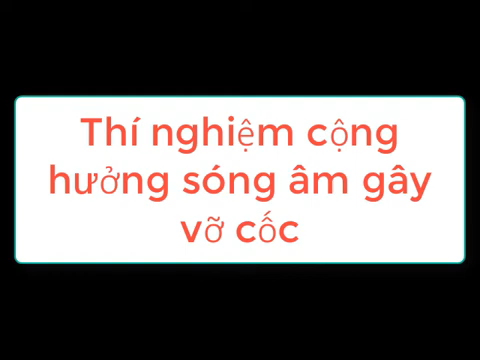 Thí nghiệm cộng
hưởng sóng âm gây
vỡ cốc